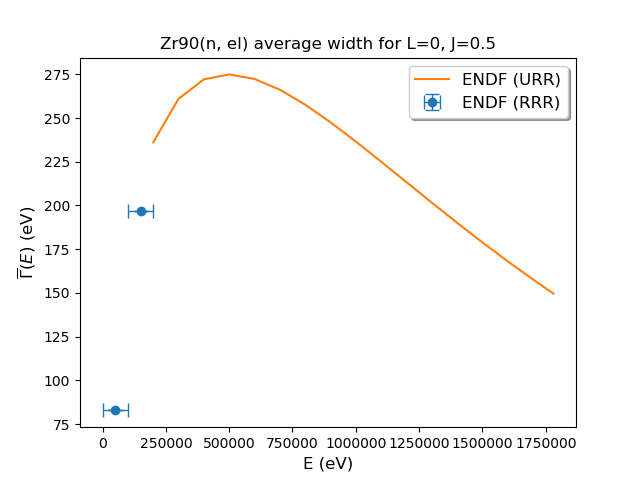 Zr90(n, el) average width for L=0, J=0.5
ENDF (URR)
ENDF (RRR)
275
250
225
200
175
150
125
100
75
Γ̅(E) (eV)
0 250000 500000 750000 1000000 1250000 1500000 1750000
E (eV)